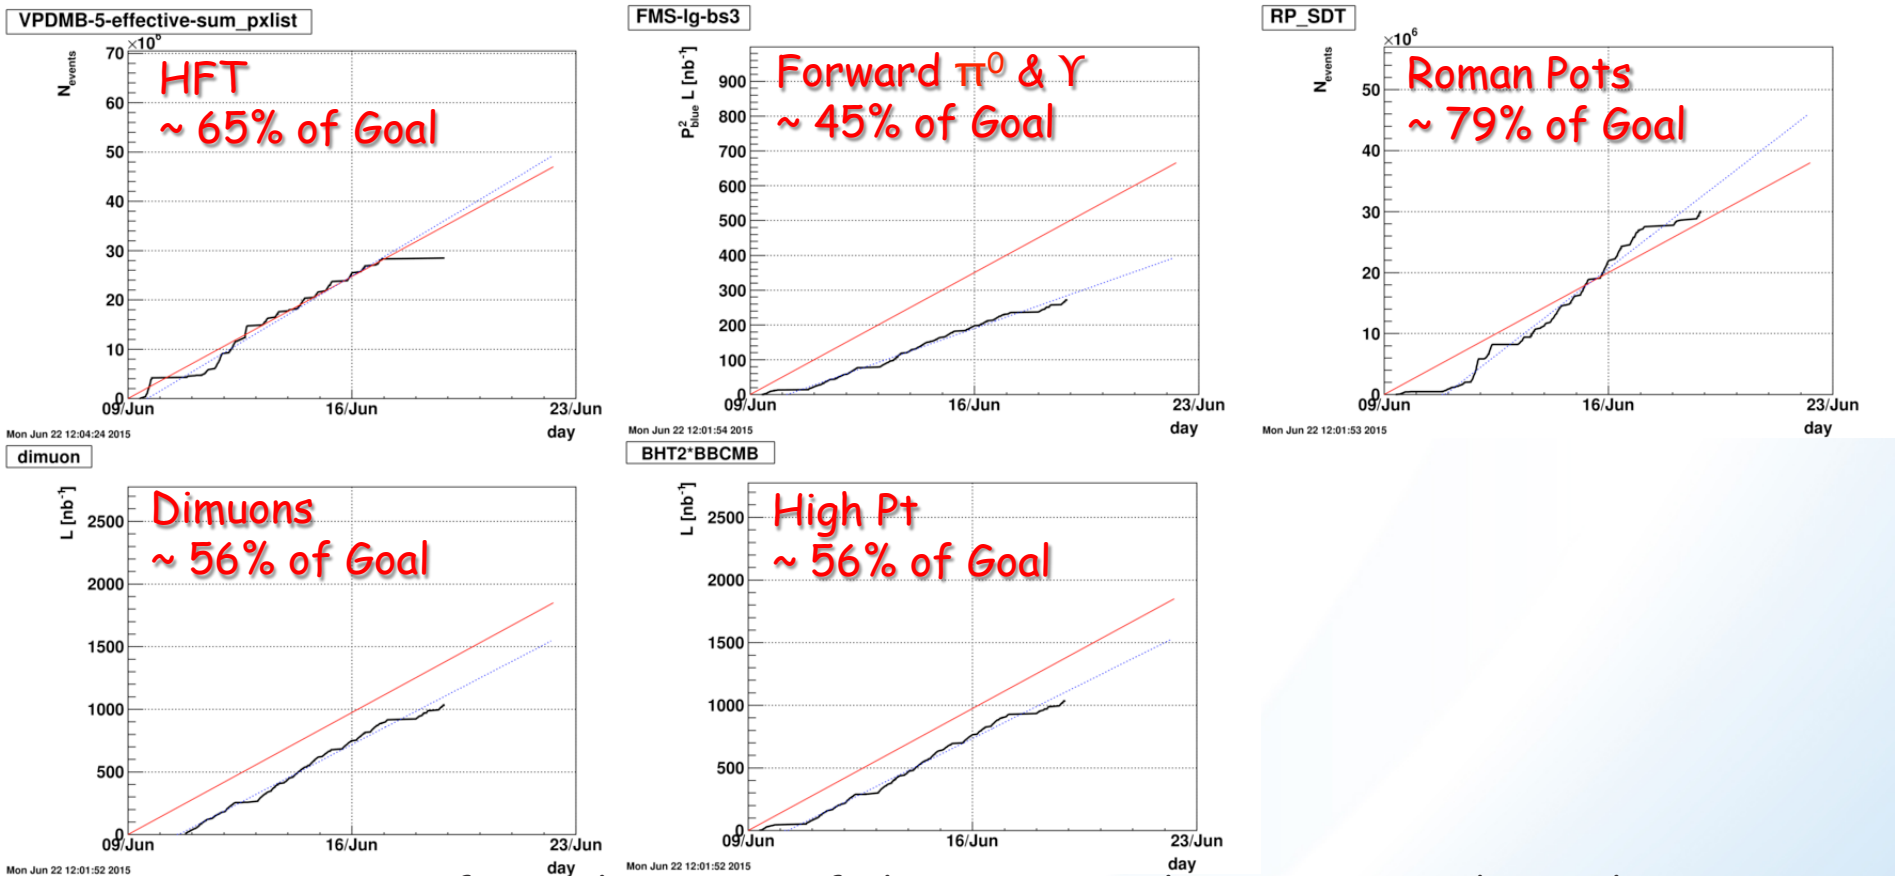 VPDMB-5-effective-sum_pxlist
×10⁶
N_events
70
60
50
40
30
20
10
0
HFT
~ 65% of Goal
09/Jun
16/Jun
23/Jun
day
Mon Jun 22 12:04:24 2015
FMS-lg-bs3
P²_blue L [nb⁻¹]
900
800
700
600
500
400
300
200
100
0
Forward π⁰ & ϒ
~ 45% of Goal
09/Jun
16/Jun
23/Jun
day
Mon Jun 22 12:01:54 2015
RP_SDT
×10⁶
N_events
50
40
30
20
10
0
Roman Pots
~ 79% of Goal
09/Jun
16/Jun
23/Jun
day
Mon Jun 22 12:01:53 2015
dimuon
L [nb⁻¹]
2500
2000
1500
1000
500
0
Dimuons
~ 56% of Goal
09/Jun
16/Jun
23/Jun
day
Mon Jun 22 12:01:52 2015
BHT2*BBCMB
L [nb⁻¹]
2500
2000
1500
1000
500
0
High Pt
~ 56% of Goal
09/Jun
16/Jun
23/Jun
day
Mon Jun 22 12:01:52 2015